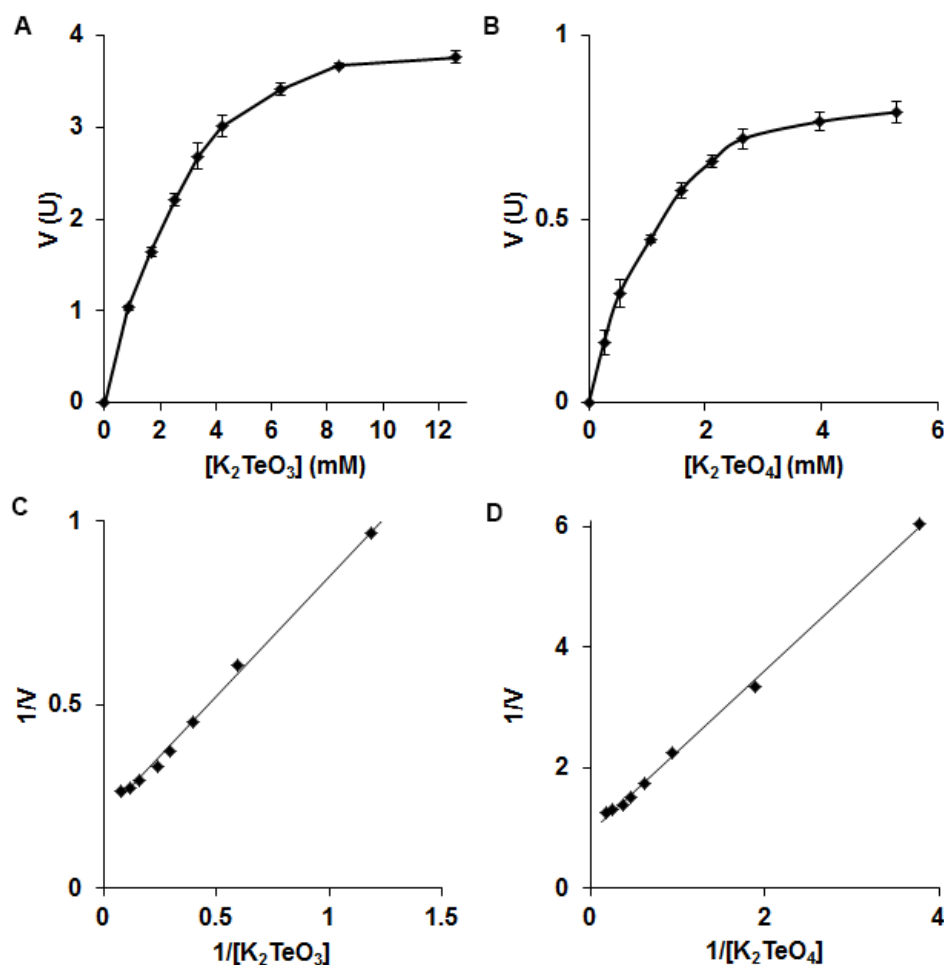 A
V (U)
4
3
2
1
0
0 2 4 6 8 10 12
[K₂TeO₃] (mM)
B
V (U)
1
0.5
0
0 2 4 6
[K₂TeO₄] (mM)
C
1/V
1
0.5
0
0 0.5 1 1.5
1/[K₂TeO₃]
D
1/V
6
4
2
0
0 2 4
1/[K₂TeO₄]